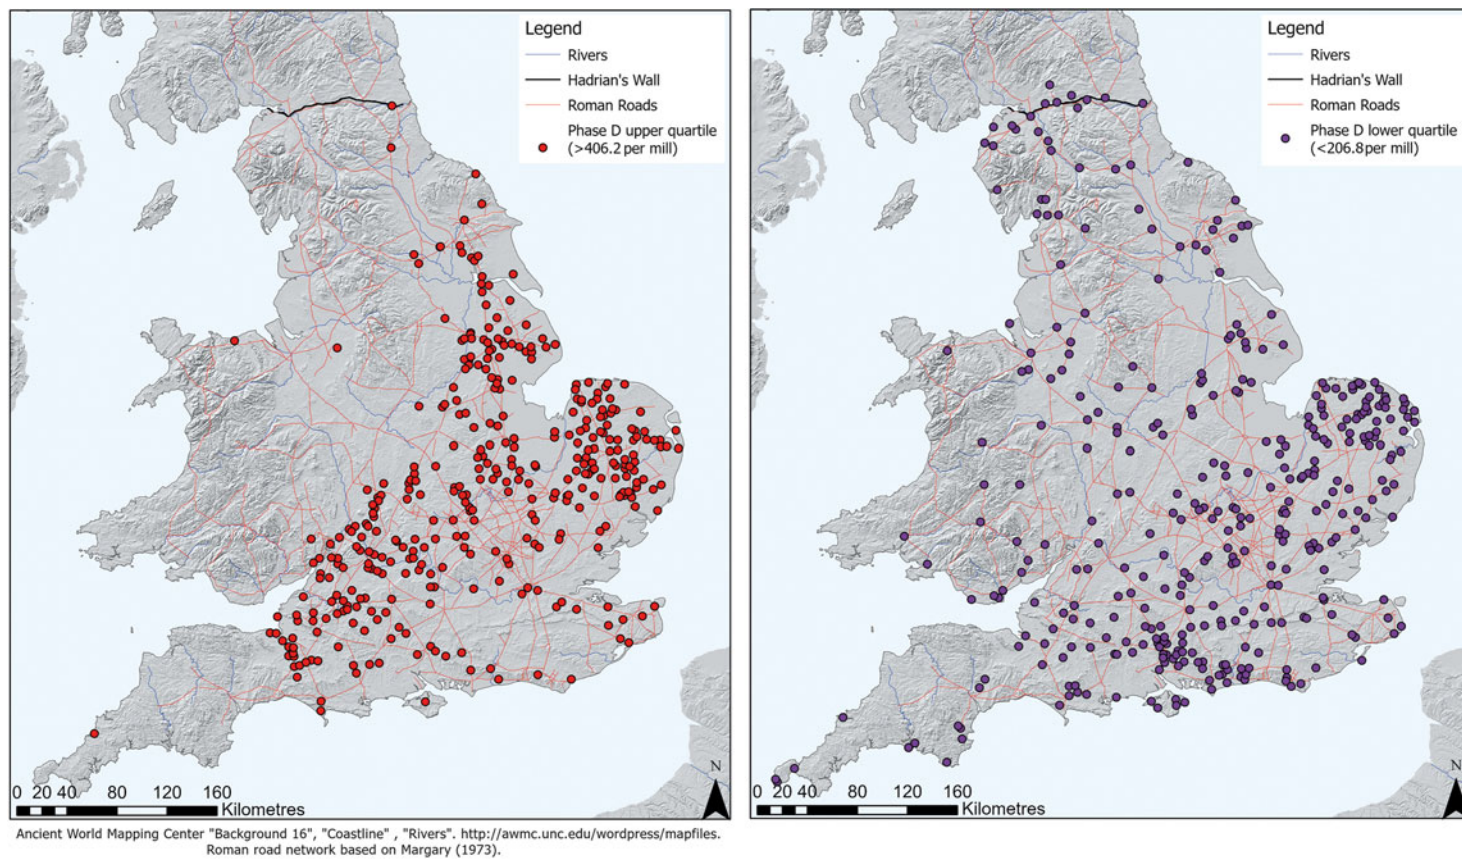 Legend
Rivers
Hadrian's Wall
Roman Roads
Phase D upper quartile
(>406.2 per mill)
N
0 20 40 80 120 160
Kilometres
Legend
Rivers
Hadrian's Wall
Roman Roads
Phase D lower quartile
(<206.8 per mill)
N
0 20 40 80 120 160
Kilometres
Ancient World Mapping Center "Background 16", "Coastline" , "Rivers". http://awmc.unc.edu/wordpress/mapfiles.
Roman road network based on Margary (1973).